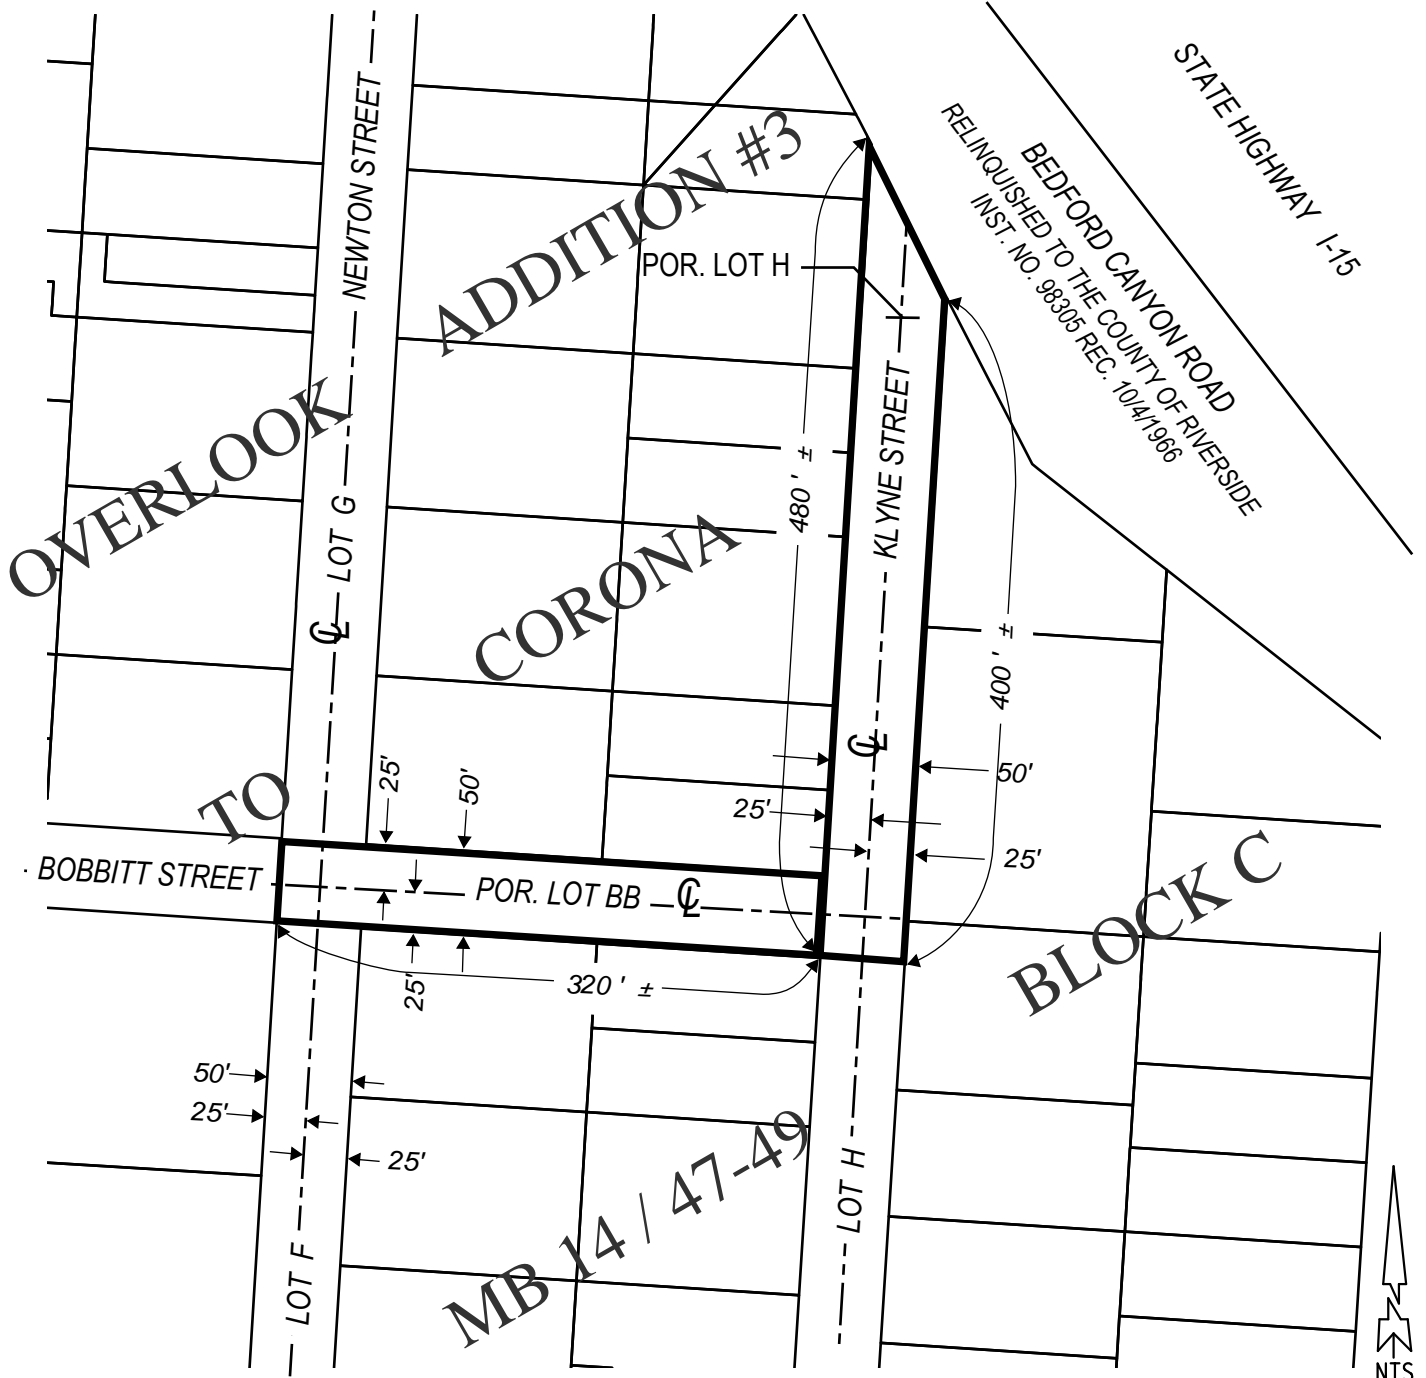 STATE HIGHWAY I-15
BEDFORD CANYON ROAD
RELINQUISHED TO THE COUNTY OF RIVERSIDE
INST. NO. 98305 REC. 10/4/1966
NEWTON STREET
LOT G
℄
ADDITION #3
POR. LOT H
OVERLOOK
CORONA
TO
BLOCK C
MB 14 / 47-49
480' ±
KLYNE STREET
400' ±
℄
50'
25'
25'
25'
50'
BOBBITT STREET
POR. LOT BB
℄
25'
320' ±
50'
25'
25'
LOT F
LOT H
N
NTS